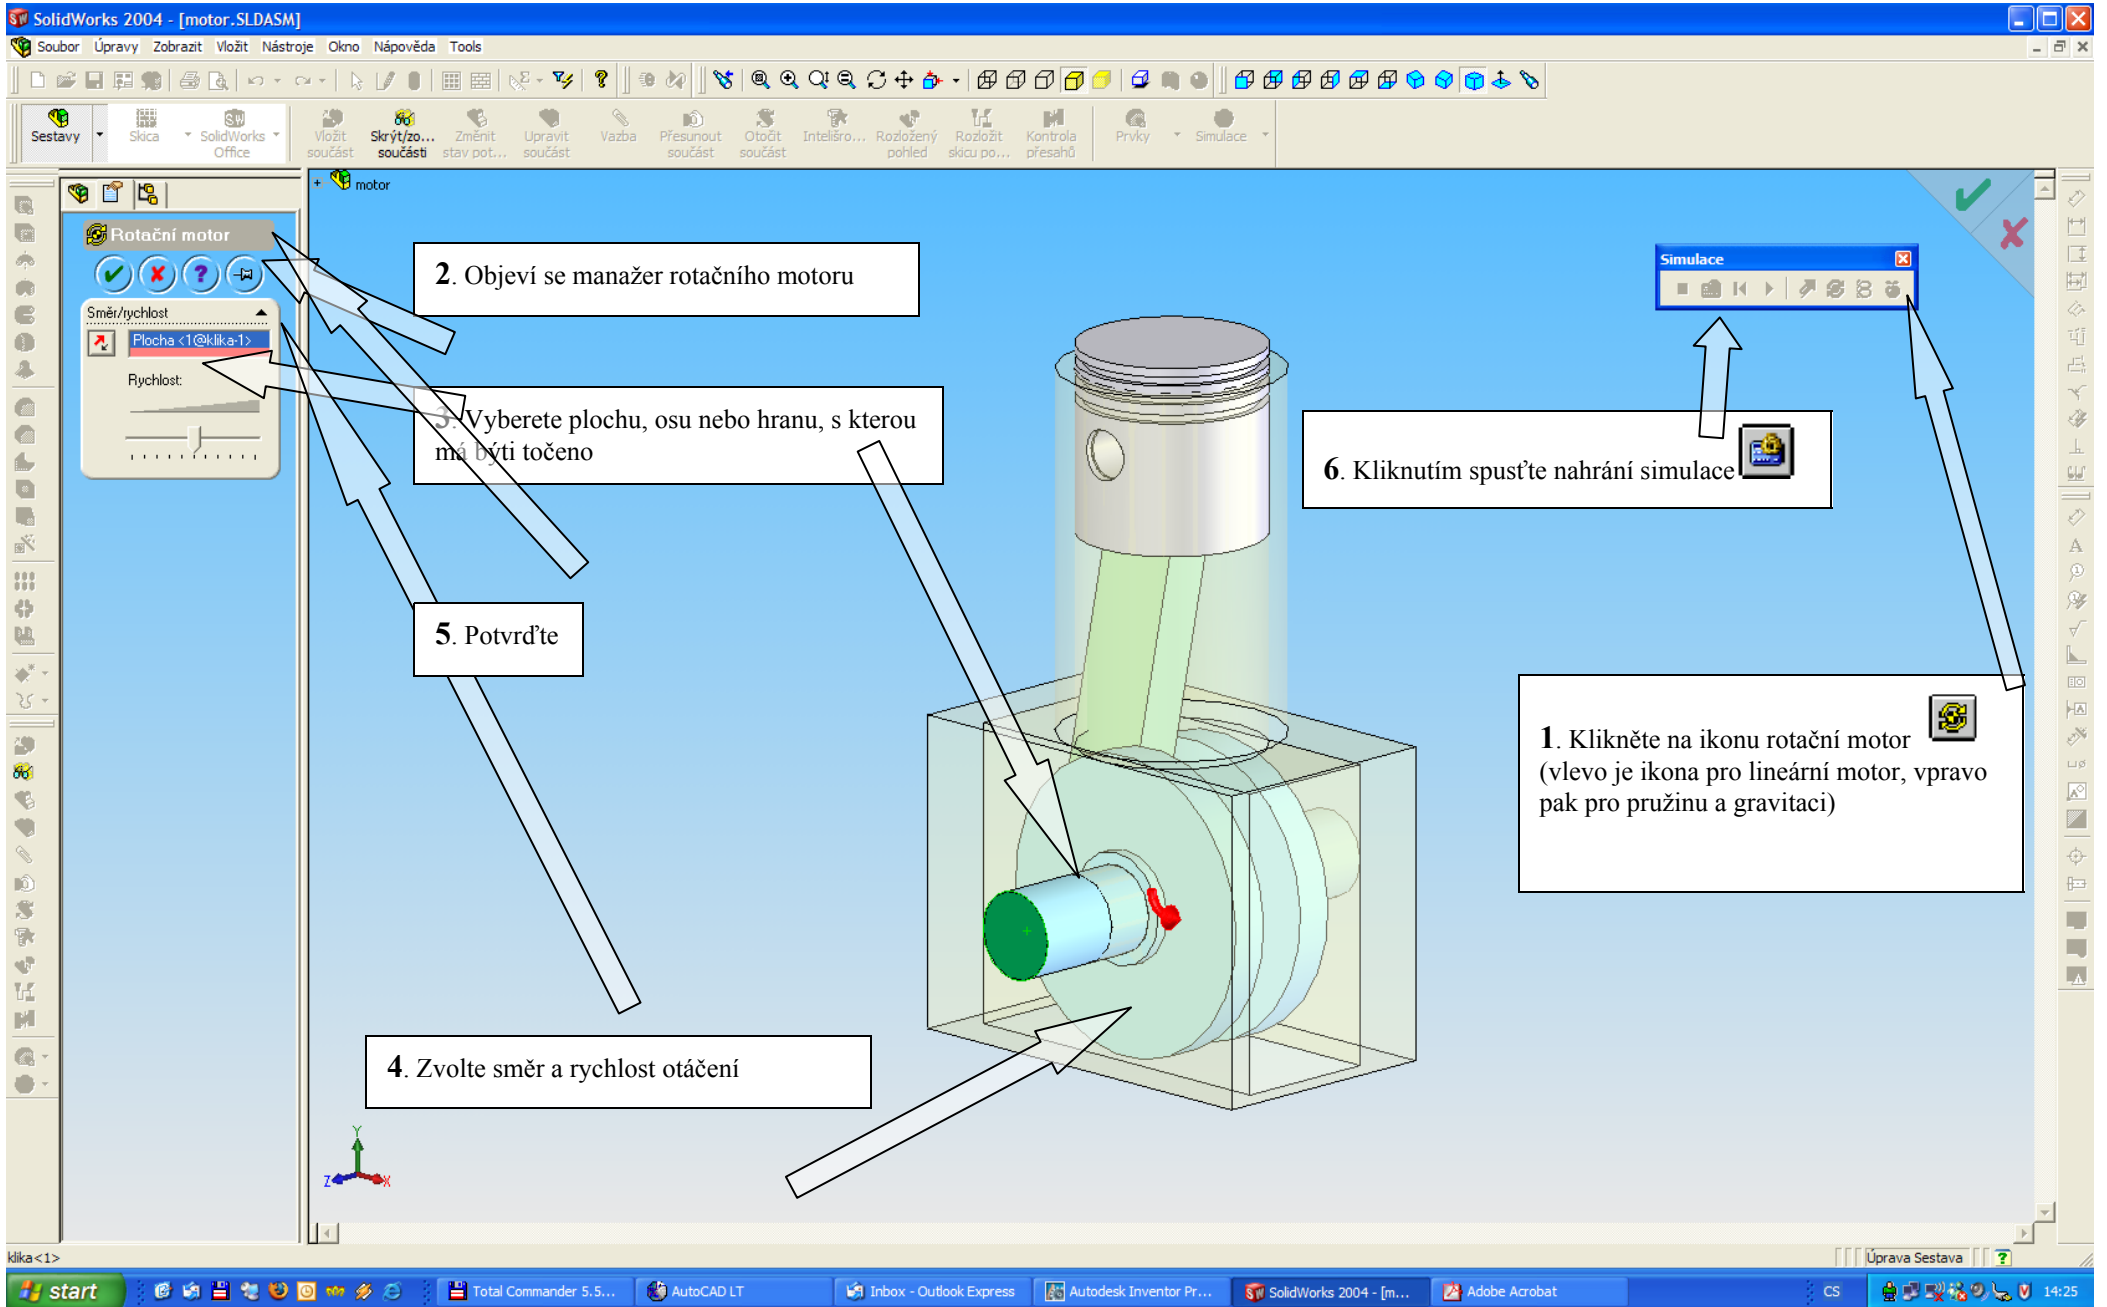 SolidWorks 2004 - [motor.SLDASM]
Soubor Úpravy Zobrazit Vložit Nástroje Okno Nápověda Tools
Sestavy
Skica
SolidWorks Office
Vložit součást
Skrýt/zo... součásti
Změnit stav pot...
Upravit součást
Vazba
Přesunout součást
Otočit součást
Intelišro...
Rozložený pohled
Rozložit skicu po...
Kontrola přesahů
Prvky
Simulace
motor
Rotační motor
Směr/rychlost
Plocha <1@klika-1>
Rychlost:
2. Objeví se manažer rotačního motoru
3. Vyberete plochu, osu nebo hranu, s kterou
má býti točeno
Simulace
6. Kliknutím spusťte nahrání simulace
5. Potvrďte
1. Klikněte na ikonu rotační motor
(vlevo je ikona pro lineární motor, vpravo
pak pro pružinu a gravitaci)
4. Zvolte směr a rychlost otáčení
Y
Z
X
klika<1>
Úprava Sestava
start
Total Commander 5.5...
AutoCAD LT
Inbox - Outlook Express
Autodesk Inventor Pr...
SolidWorks 2004 - [m...
Adobe Acrobat
CS
14:25